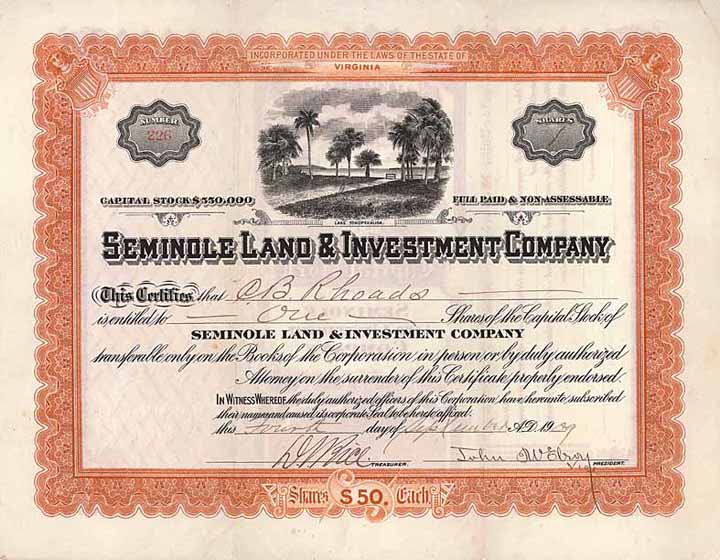 INCORPORATED UNDER THE LAWS OF THE STATE OF
VIRGINIA
NUMBER
226
SHARES
1
CAPITAL STOCK $550,000
FULL PAID & NON-ASSESSABLE
LAKE TOHOPEKALIGA.
SEMINOLE LAND & INVESTMENT COMPANY
This Certifies that C.B. Rhoads
is entitled to One Shares of the Capital Stock of
SEMINOLE LAND & INVESTMENT COMPANY
transferable only on the Books of the Corporation, in person, or by duly authorized
Attorney on the surrender of this Certificate properly endorsed.
IN WITNESS WHEREOF, the duly authorized officers of this Corporation have hereunto subscribed
their names and caused its corporate Seal to be hereto affixed.
this fourth day of September A.D. 19
TREASURER.
John PRESIDENT.
Shares $50. Each.